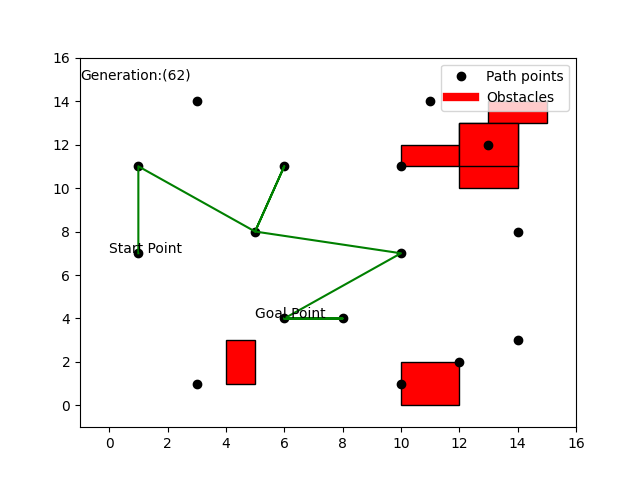 Generation:(62)
Path points
Obstacles
Start Point
Goal Point
16
14
12
10
8
6
4
2
0
0 2 4 6 8 10 12 14 16